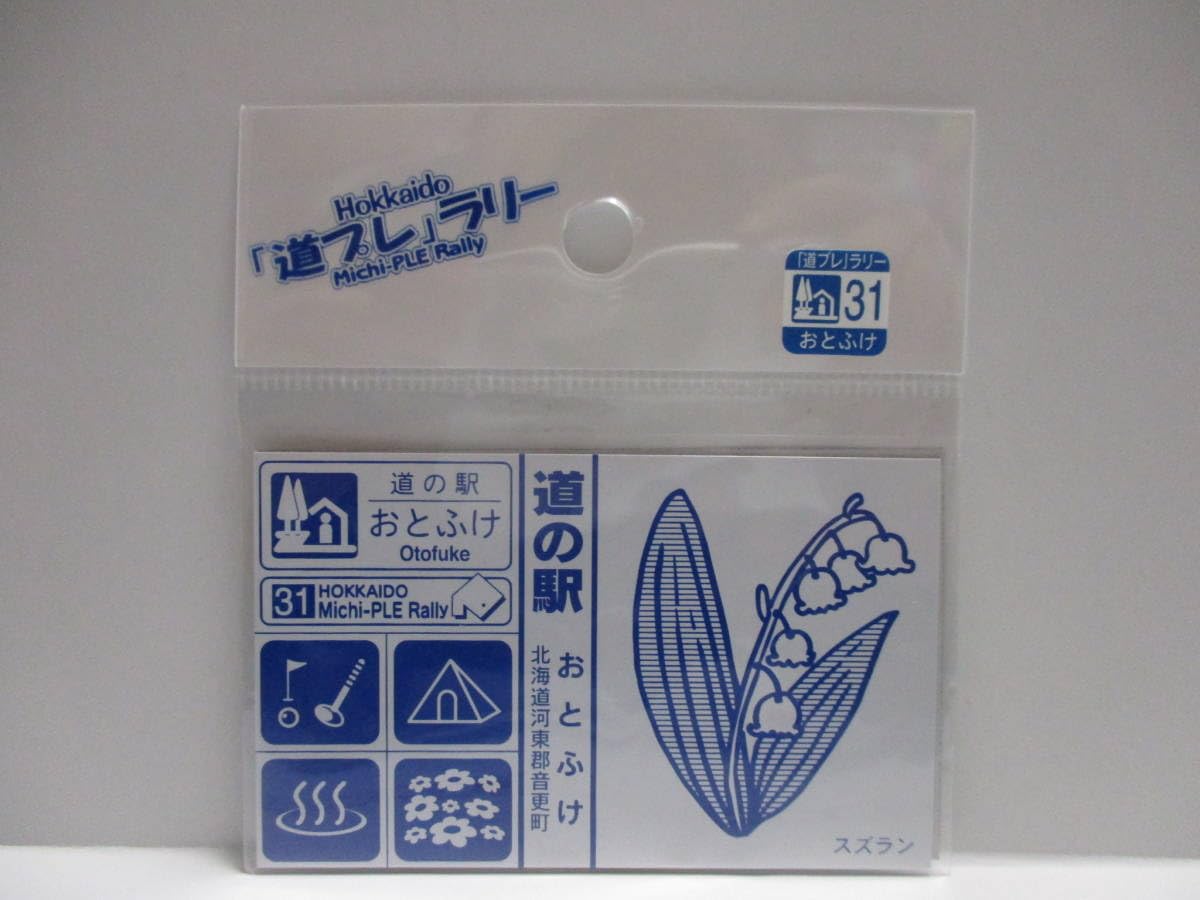 Hokkaido
「道プレ」ラリー
Michi-PLE Rally
「道プレ」ラリー
31
おとふけ
道の駅
おとふけ
Otofuke
31 HOKKAIDO
Michi-PLE Rally
道の駅
おとふけ
北海道河東郡音更町
スズラン